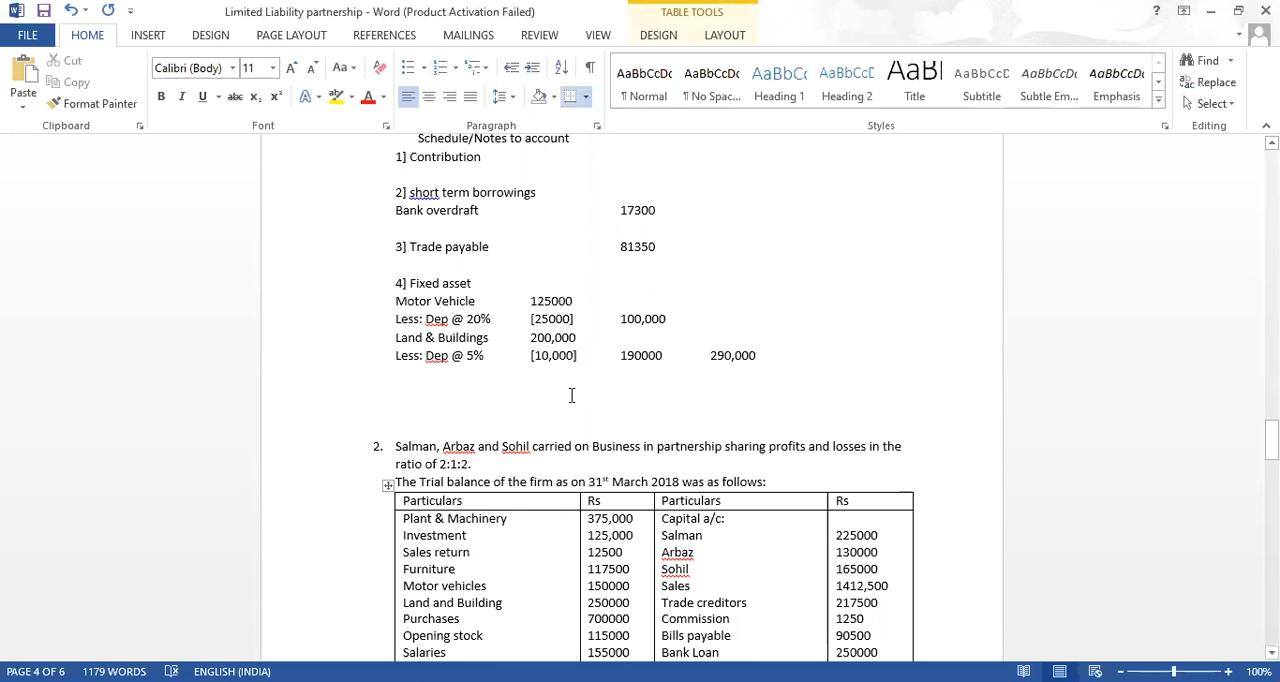 Limited Liability partnership - Word (Product Activation Failed)
TABLE TOOLS
FILE HOME INSERT DESIGN PAGE LAYOUT REFERENCES MAILINGS REVIEW VIEW DESIGN LAYOUT
Paste
Cut
Copy
Format Painter
Clipboard
Calibri (Body) 11
Font
Paragraph
AaBbCcDc AaBbCcDc AaBbCc AaBbCcC AaBl AaBbCcD AaBbCcDc AaBbCcDc
¶ Normal ¶ No Spac... Heading 1 Heading 2 Title Subtitle Subtle Em... Emphasis
Styles
Find
Replace
Select
Editing
Schedule/Notes to account
1] Contribution
2] short term borrowings
Bank overdraft 17300
3] Trade payable 81350
4] Fixed asset
Motor Vehicle 125000
Less: Dep @ 20% [25000] 100,000
Land & Buildings 200,000
Less: Dep @ 5% [10,000] 190000 290,000
2. Salman, Arbaz and Sohil carried on Business in partnership sharing profits and losses in the
ratio of 2:1:2.
The Trial balance of the firm as on 31st March 2018 was as follows:
Particulars Rs Particulars Rs
Plant & Machinery 375,000 Capital a/c:
Investment 125,000 Salman 225000
Sales return 12500 Arbaz 130000
Furniture 117500 Sohil 165000
Motor vehicles 150000 Sales 1412,500
Land and Building 250000 Trade creditors 217500
Purchases 700000 Commission 1250
Opening stock 115000 Bills payable 90500
Salaries 155000 Bank Loan 250000
PAGE 4 OF 6 1179 WORDS ENGLISH (INDIA) 100%